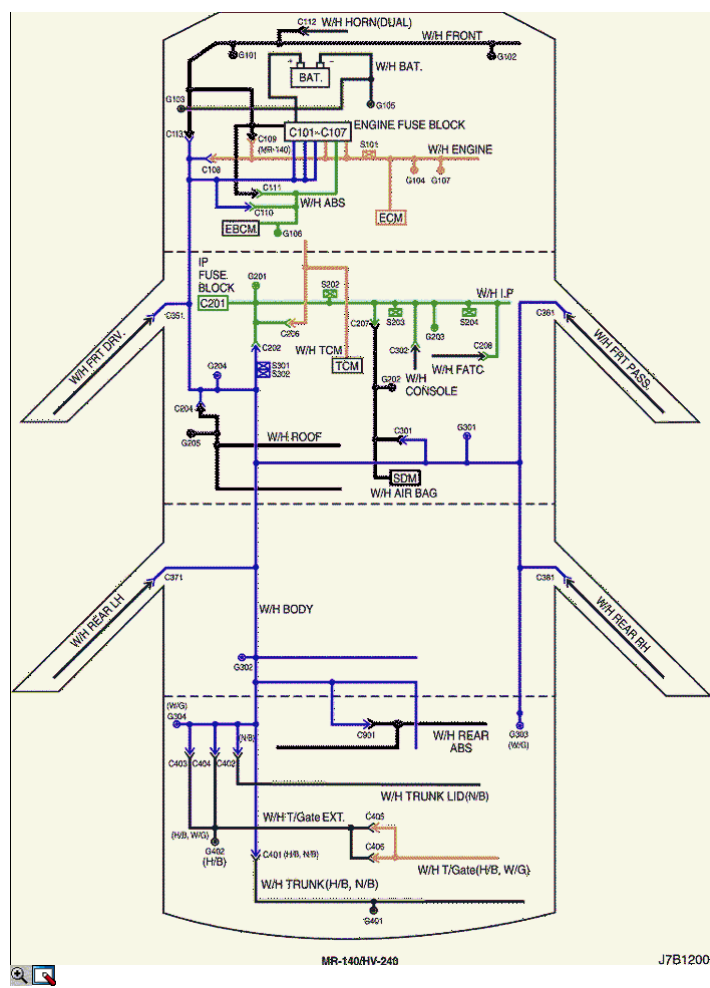 C112 W/H HORN(DUAL)
W/H FRONT
G101
G102
+ -
BAT.
W/H BAT.
G103
G105
C113
C109
(MR-140)
C101~C107
ENGINE FUSE BLOCK
S101
W/H ENGINE
C108
G104 G107
C111
W/H ABS
C110
ECM
EBCM
G106
IP
FUSE
BLOCK
C201
G201
S202
W/H I.P
C351
C206
C207
S203
G203
S204
C361
W/H FRT DRV.
W/H FRT PASS.
C202
W/H TCM
TCM
C302
C208
W/H FATC
W/H
CONSOLE
G204
S301
S302
G202
C204
G205
W/H ROOF
C301
G301
SDM
W/H AIR BAG
C371
C381
W/H REAR LH
W/H REAR RH
W/H BODY
G302
(W/G)
G304
(N/B)
C901
W/H REAR
ABS
G303
(W/G)
C403 C404 C402
W/H TRUNK LID(N/B)
W/H T/Gate EXT.
C405
(H/B, W/G)
G402
(H/B)
C406
C401 (H/B, N/B)
W/H T/Gate(H/B, W/G)
W/H TRUNK(H/B, N/B)
G401
MR-140/HV-240
J7B1200